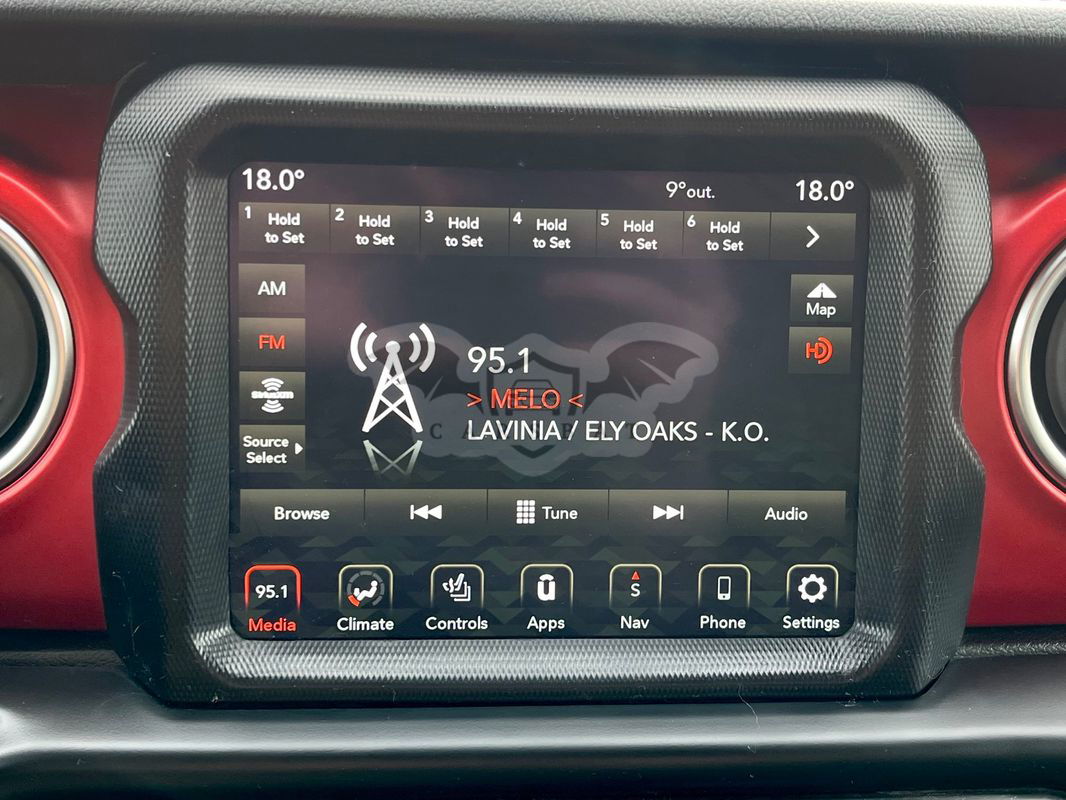 18.0°
9°out.
18.0°
1 Hold
to Set
2 Hold
to Set
3 Hold
to Set
4 Hold
to Set
5 Hold
to Set
6 Hold
to Set
AM
Map
FM
HD
95.1
SiriusXM
> MELO <
LAVINIA / ELY OAKS - K.O.
Source
Select
Browse
Tune
Audio
95.1
Media
Climate
Controls
u
Apps
S
Nav
Phone
Settings